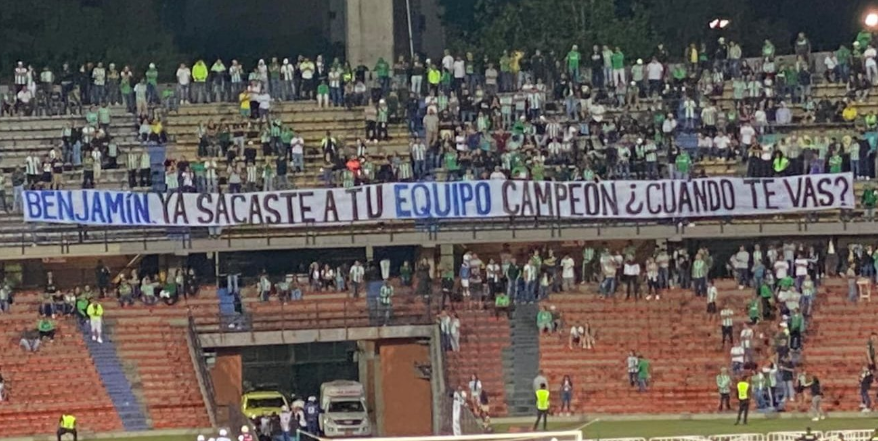 BENJAMÍN YA SACASTE A TU EQUIPO CAMPEÓN ¿CUANDO TE VAS?